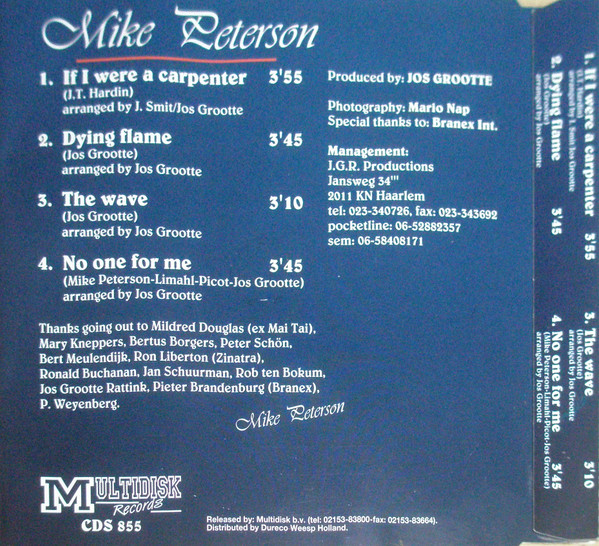 Mike Peterson
1. If I were a carpenter 3'55
(J.T. Hardin)
arranged by J. Smit/Jos Grootte
2. Dying flame 3'45
(Jos Grootte)
arranged by Jos Grootte
3. The wave 3'10
(Jos Grootte)
arranged by Jos Grootte
4. No one for me 3'45
(Mike Peterson-Limahl-Picot-Jos Grootte)
arranged by Jos Grootte
Produced by: JOS GROOTTE
Photography: Mario Nap
Special thanks to: Branex Int.
Management:
J.G.R. Productions
Jansweg 34'''
2011 KN Haarlem
tel: 023-340726, fax: 023-343692
pocketline: 06-52882357
sem: 06-58408171
Thanks going out to Mildred Douglas (ex Mai Tai),
Mary Kneppers, Bertus Borgers, Peter Schön,
Bert Meulendijk, Ron Liberton (Zinatra),
Ronald Buchanan, Jan Schuurman, Rob ten Bokum,
Jos Grootte Rattink, Pieter Brandenburg (Branex),
P. Weyenberg.
Mike Peterson
MULTIDISK
Records
CDS 855
Released by: Multidisk b.v. (tel: 02153-83800-fax: 02153-83664).
Distributed by Dureco Weesp Holland.
1. If I were a carpenter 3'55
(J.T. Hardin)
arranged by J. Smit/Jos Grootte
2. Dying flame 3'45
(Jos Grootte)
arranged by Jos Grootte
3. The wave 3'10
(Jos Grootte)
arranged by Jos Grootte
4. No one for me 3'45
(Mike Peterson-Limahl-Picot-Jos Grootte)
arranged by Jos Grootte